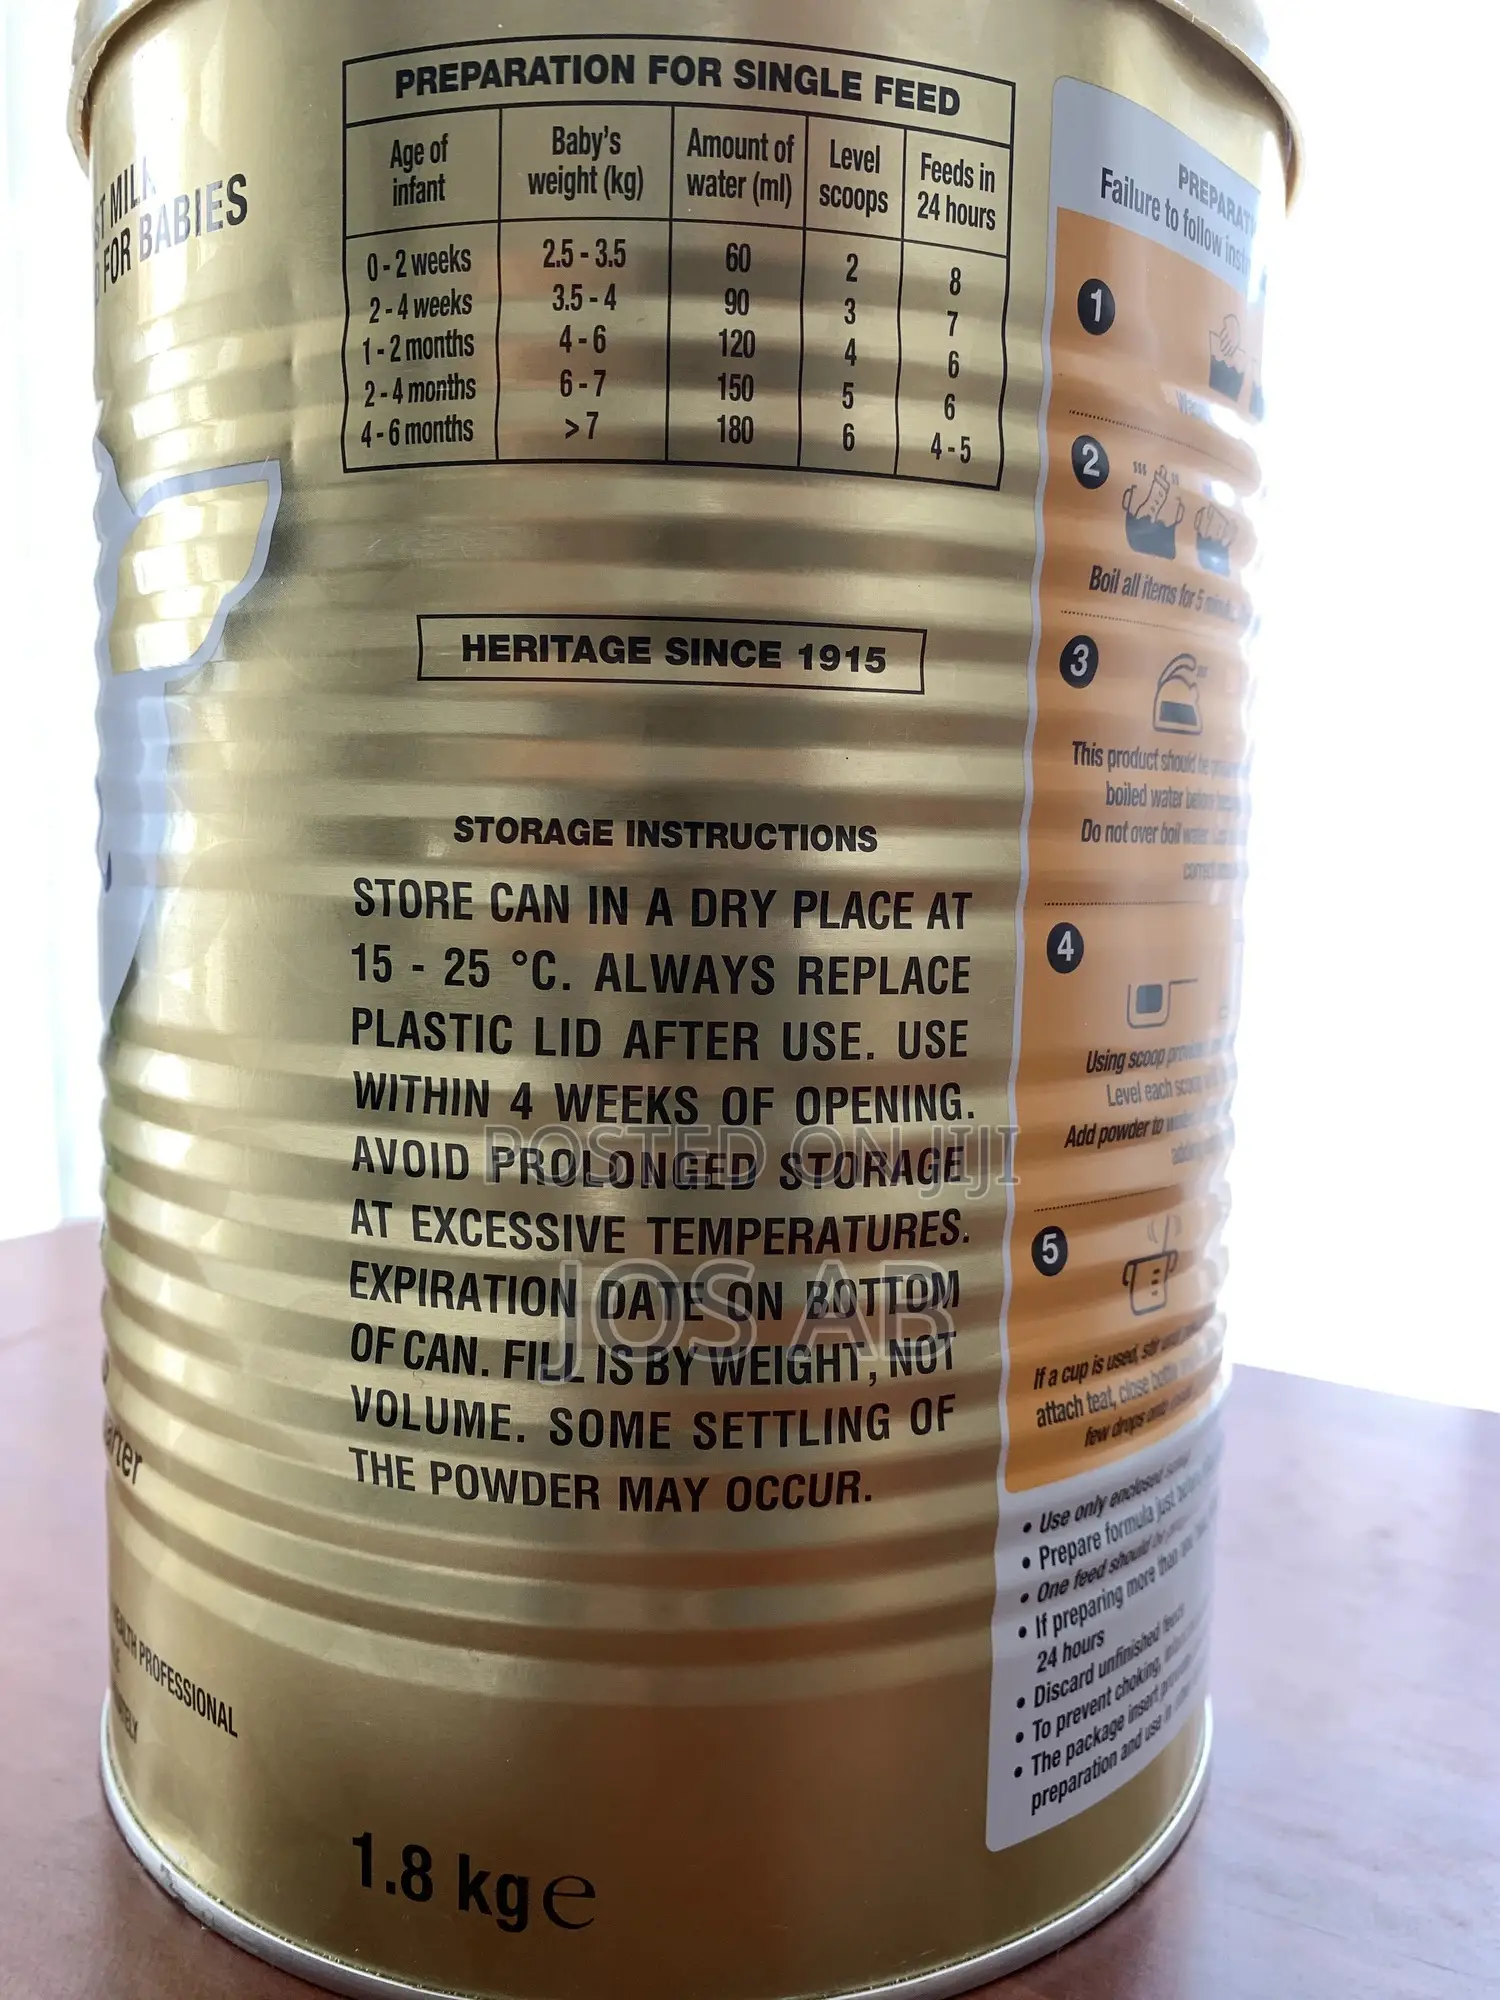 ST MILK
FOR BABIES
PREPARATION FOR SINGLE FEED
Age of infant Baby's weight (kg) Amount of water (ml) Level scoops Feeds in 24 hours
0 - 2 weeks 2.5 - 3.5 60 2 8
2 - 4 weeks 3.5 - 4 90 3 7
1 - 2 months 4 - 6 120 4 6
2 - 4 months 6 - 7 150 5 6
4 - 6 months > 7 180 6 4 - 5
HERITAGE SINCE 1915
STORAGE INSTRUCTIONS
STORE CAN IN A DRY PLACE AT
15 - 25 °C. ALWAYS REPLACE
PLASTIC LID AFTER USE. USE
WITHIN 4 WEEKS OF OPENING.
AVOID PROLONGED STORAGE
AT EXCESSIVE TEMPERATURES.
EXPIRATION DATE ON BOTTOM
OF CAN. FILL IS BY WEIGHT, NOT
VOLUME. SOME SETTLING OF
THE POWDER MAY OCCUR.
POSTED ON JIJI
JOS AB
HEALTH PROFESSIONAL
1.8 kg e
Failure to follow
1
2
Boil all items for 5
3
This product should be
boiled water
Do not over boil water
4
Using scoop
Level each
Add powder to
5
If a cup is used, stir
attach teat, close
few drops
• Use only enclosed
• Prepare formula just
• One feed should be
• If preparing more than
24 hours
• Discard unfinished feeds
• To prevent choking,
• The package insert
preparation and use